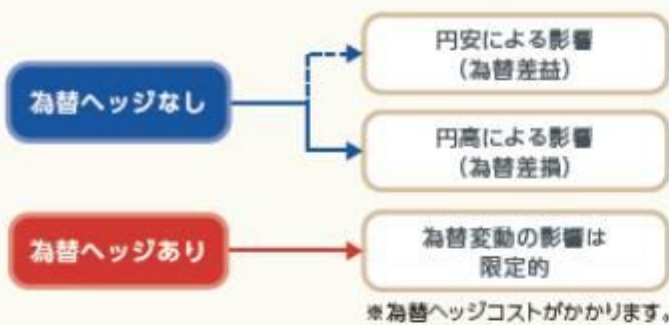 円安による影響
（為替差益）
為替ヘッジなし
円高による影響
（為替差損）
為替ヘッジあり
為替変動の影響は
限定的
※為替ヘッジコストがかかります。